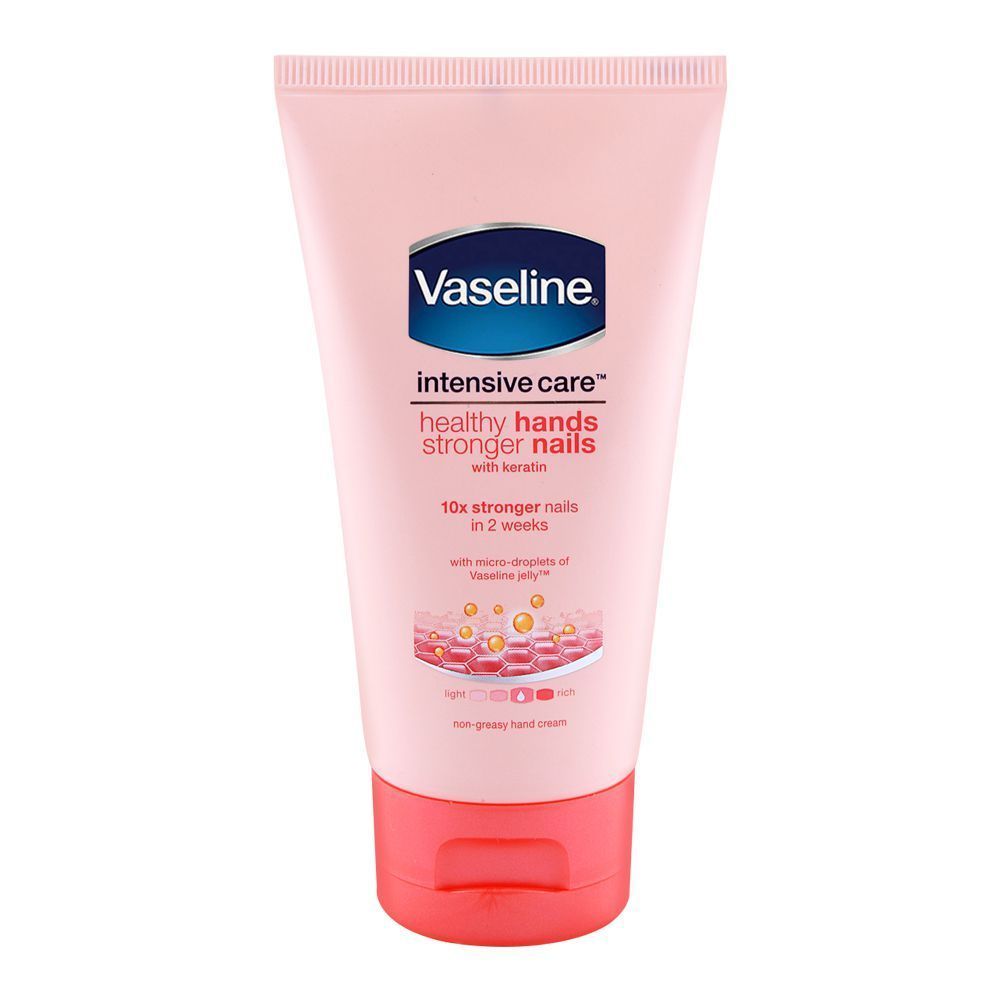 Vaseline®
intensive care™
healthy hands
stronger nails
with keratin
10x stronger nails
in 2 weeks
with micro-droplets of
Vaseline jelly™
light rich
non-greasy hand cream